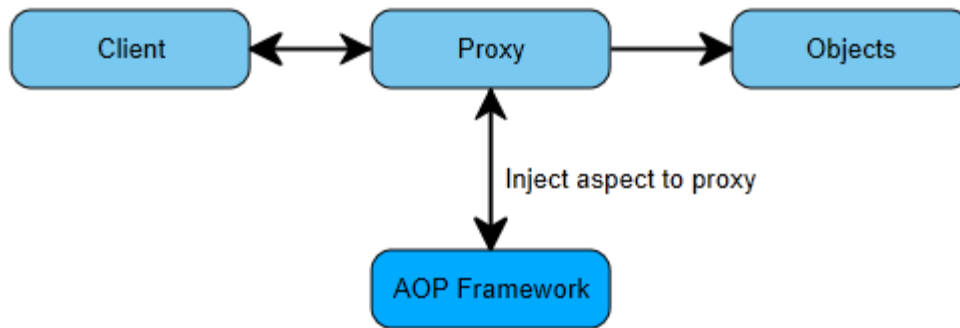 Client
Proxy
Objects
Inject aspect to proxy
AOP Framework